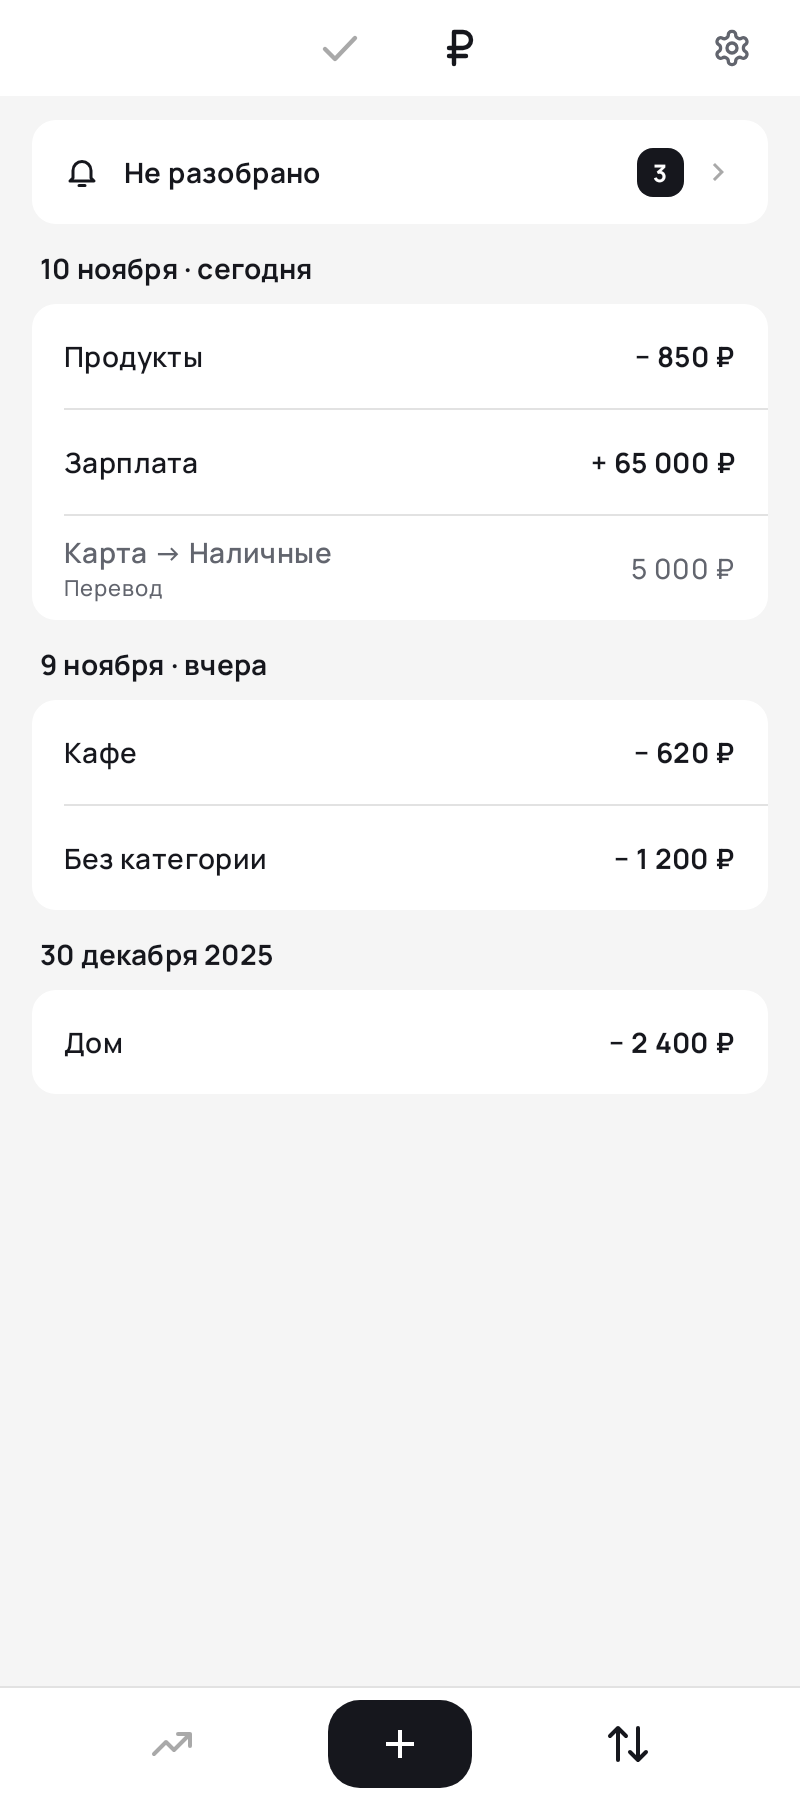 ₽
Не разобрано 3
10 ноября · сегодня
Продукты − 850 ₽
Зарплата + 65 000 ₽
Карта → Наличные 5 000 ₽
Перевод
9 ноября · вчера
Кафе − 620 ₽
Без категории − 1 200 ₽
30 декабря 2025
Дом − 2 400 ₽